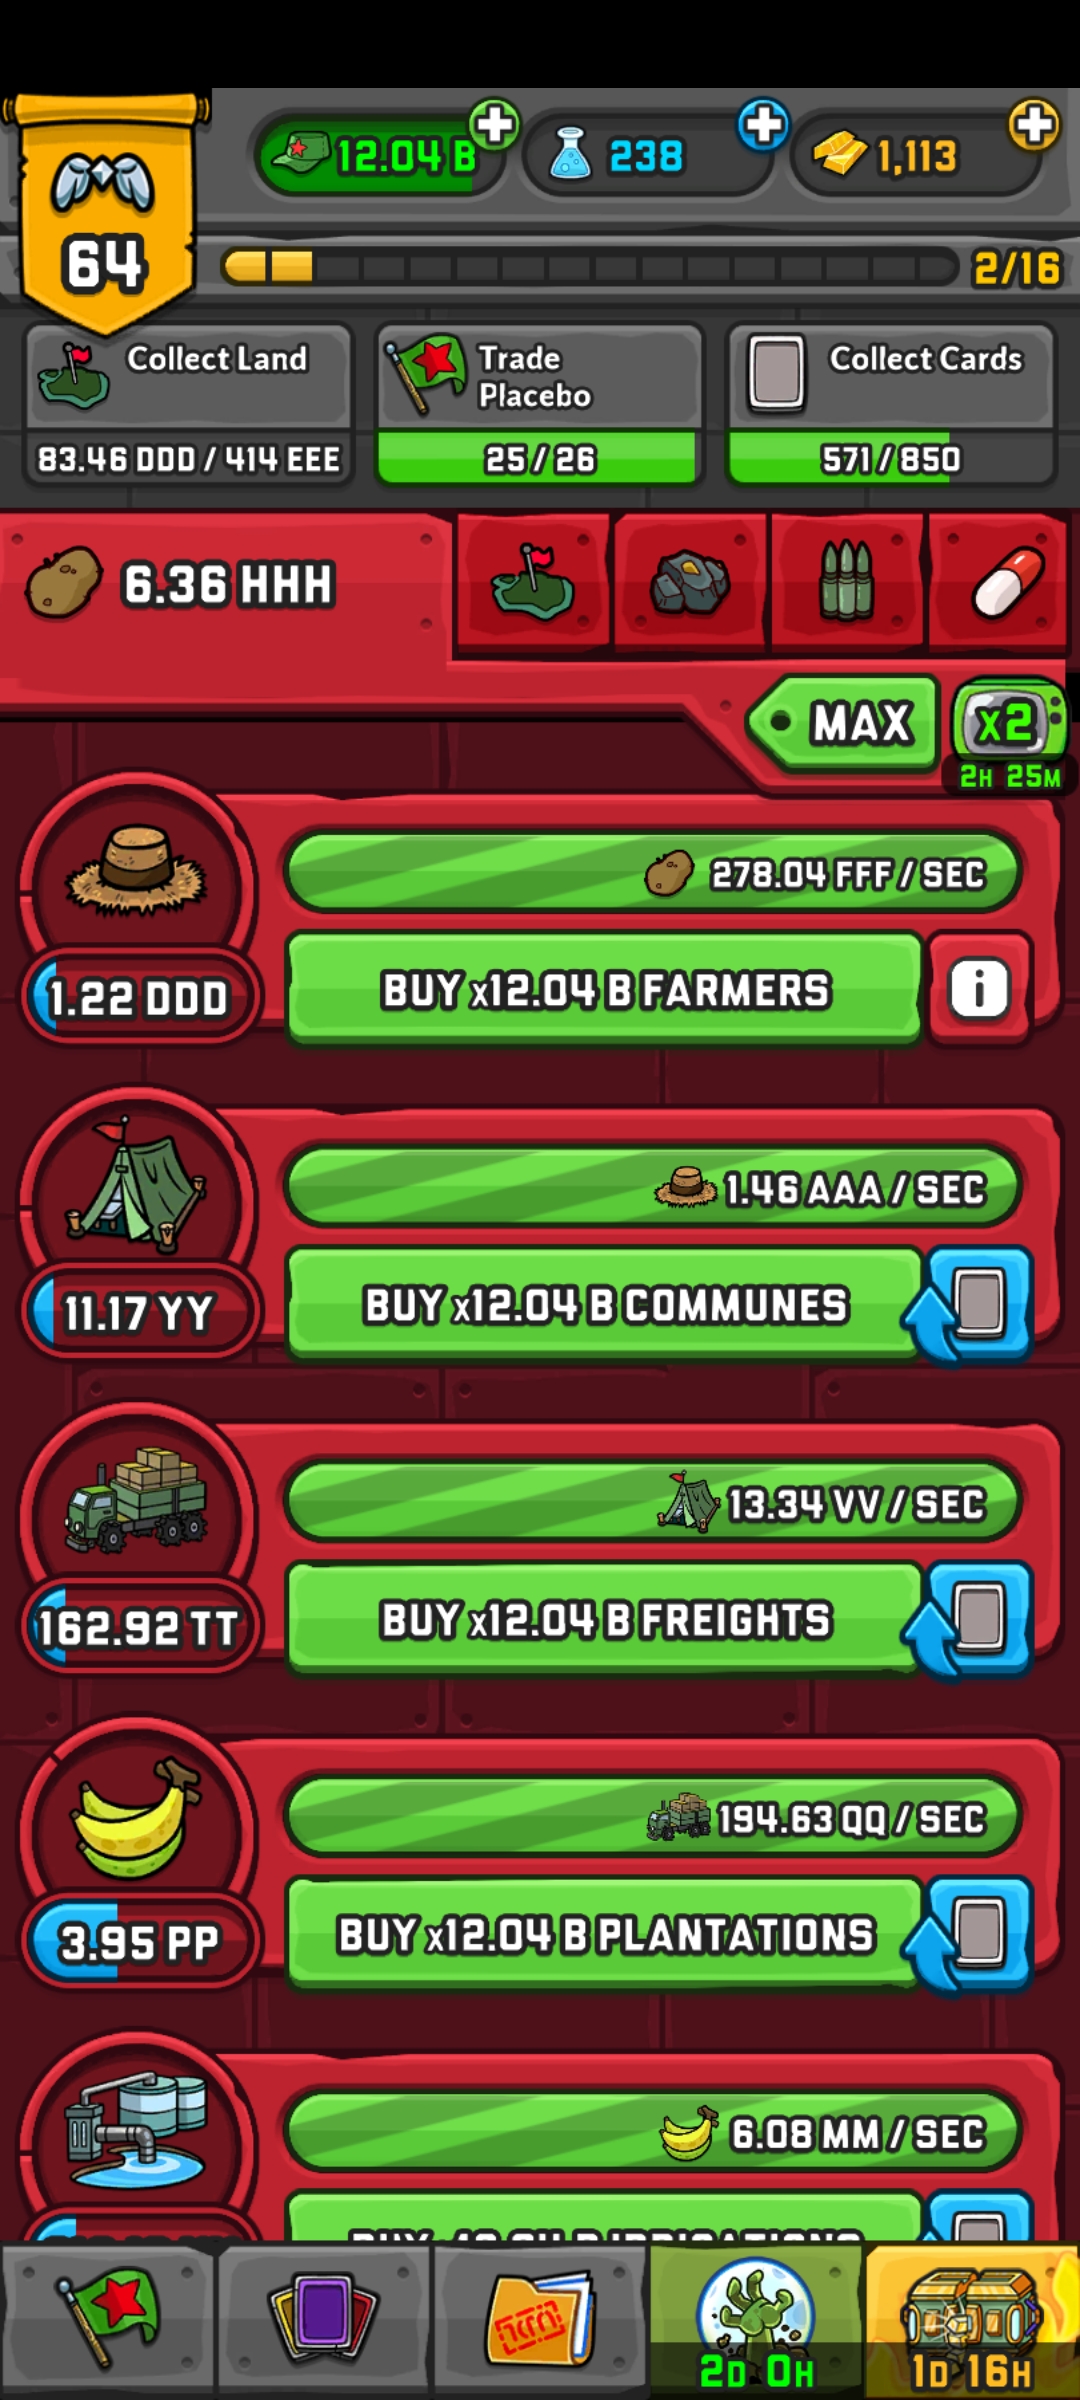 12.04 B
238
1,113
64
2/16
Collect Land
83.46 DDD / 414 EEE
Trade
Placebo
25 / 26
Collect Cards
571 / 850
6.36 HHH
MAX
x2
2H 25M
278.04 FFF / SEC
1.22 DDD
BUY x12.04 B FARMERS
i
1.46 AAA / SEC
11.17 YY
BUY x12.04 B COMMUNES
13.34 VV / SEC
162.92 TT
BUY x12.04 B FREIGHTS
194.63 QQ / SEC
3.95 PP
BUY x12.04 B PLANTATIONS
6.08 MM / SEC
2D 0H
1D 16H